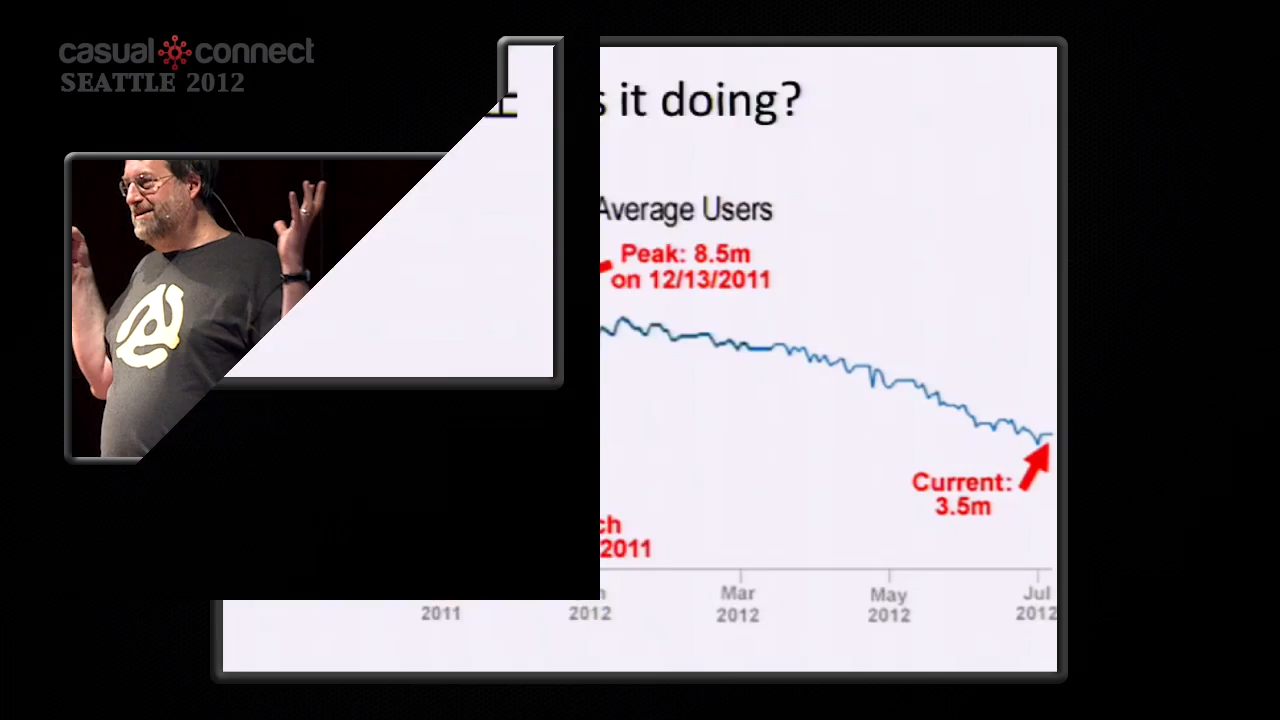 casual connect
SEATTLE 2012
it doing?
Average Users
Peak: 8.5m
on 12/13/2011
Current:
3.5m
2011
2011
2012
Mar
2012
May
2012
Jul
2012